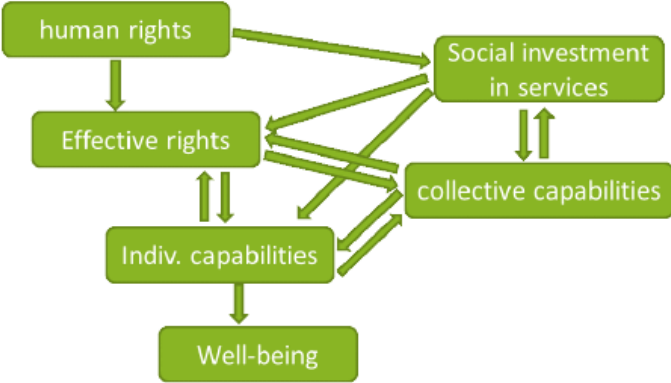 human rights
Social investment
in services
Effective rights
collective capabilities
Indiv. capabilities
Well-being